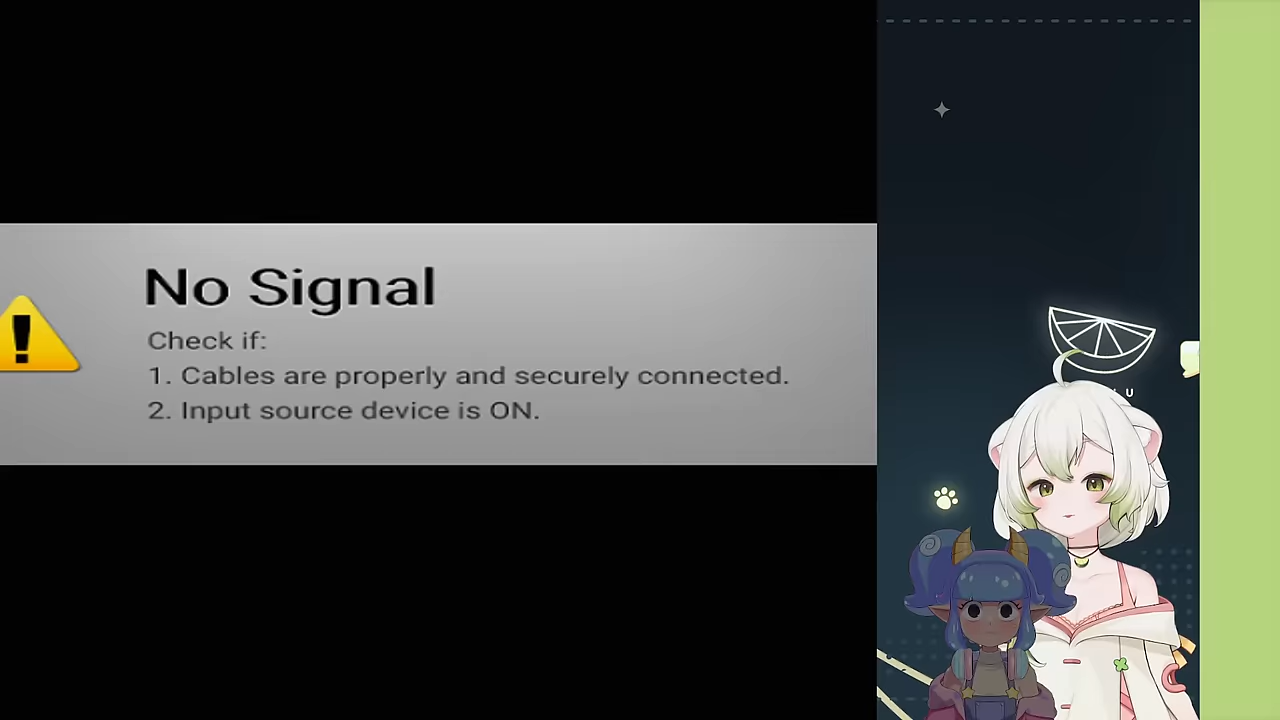 No Signal
Check if:
1. Cables are properly and securely connected.
2. Input source device is ON.
U